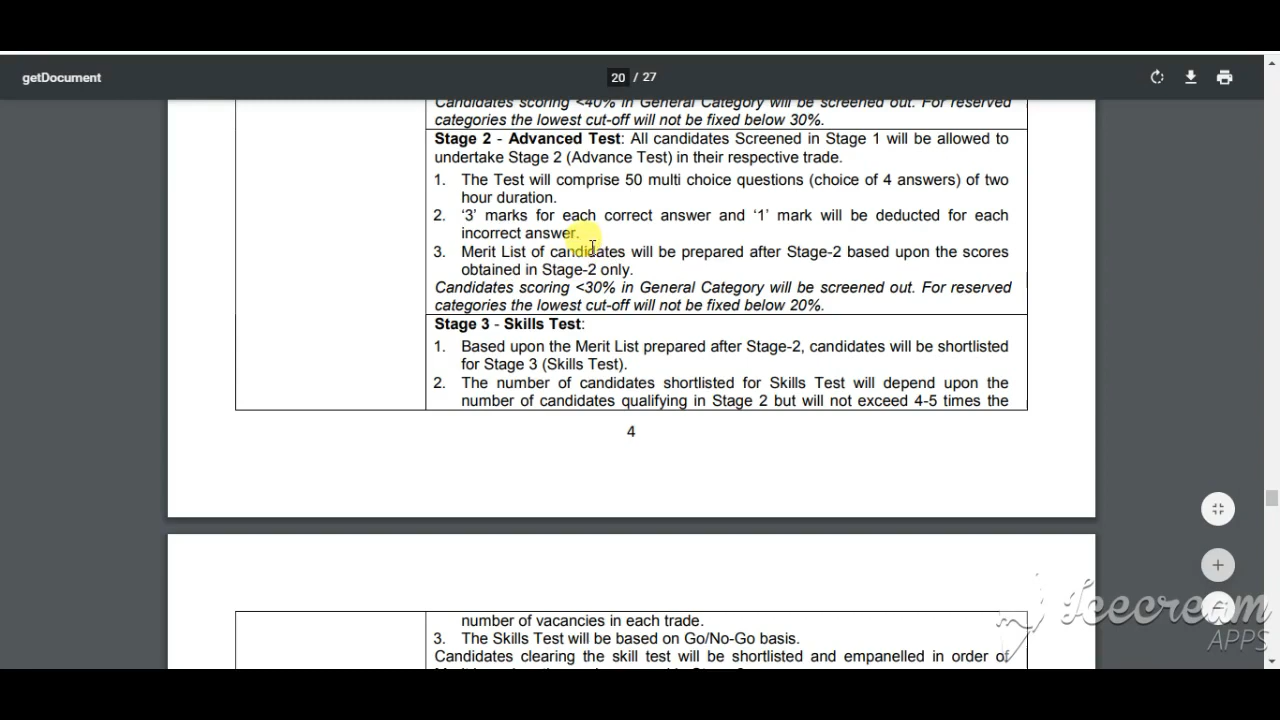 getDocument
20 / 27
Candidates scoring <40% in General Category will be screened out. For reserved
categories the lowest cut-off will not be fixed below 30%.
Stage 2 - Advanced Test: All candidates Screened in Stage 1 will be allowed to
undertake Stage 2 (Advance Test) in their respective trade.
1. The Test will comprise 50 multi choice questions (choice of 4 answers) of two
hour duration.
2. ‘3’ marks for each correct answer and ‘1’ mark will be deducted for each
incorrect answer.
3. Merit List of candidates will be prepared after Stage-2 based upon the scores
obtained in Stage-2 only.
Candidates scoring <30% in General Category will be screened out. For reserved
categories the lowest cut-off will not be fixed below 20%.
Stage 3 - Skills Test:
1. Based upon the Merit List prepared after Stage-2, candidates will be shortlisted
for Stage 3 (Skills Test).
2. The number of candidates shortlisted for Skills Test will depend upon the
number of candidates qualifying in Stage 2 but will not exceed 4-5 times the
4
number of vacancies in each trade.
3. The Skills Test will be based on Go/No-Go basis.
Candidates clearing the skill test will be shortlisted and empanelled in order of
Icecream
APPS